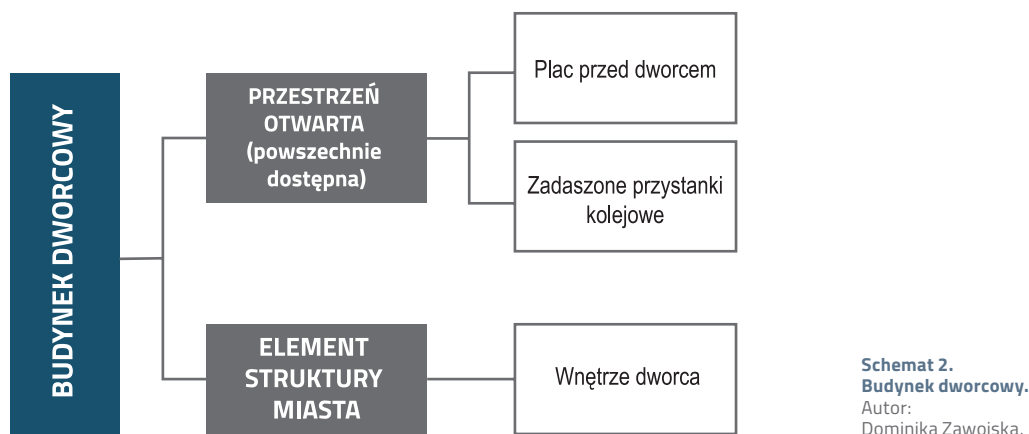 BUDYNEK DWORCOWY
PRZESTRZEŃ
OTWARTA
(powszechnie
dostępna)
Plac przed dworcem
Zadaszone przystanki
kolejowe
ELEMENT
STRUKTURY
MIASTA
Wnętrze dworca
Schemat 2.
Budynek dworcowy.
Autor:
Dominika Zawojska.